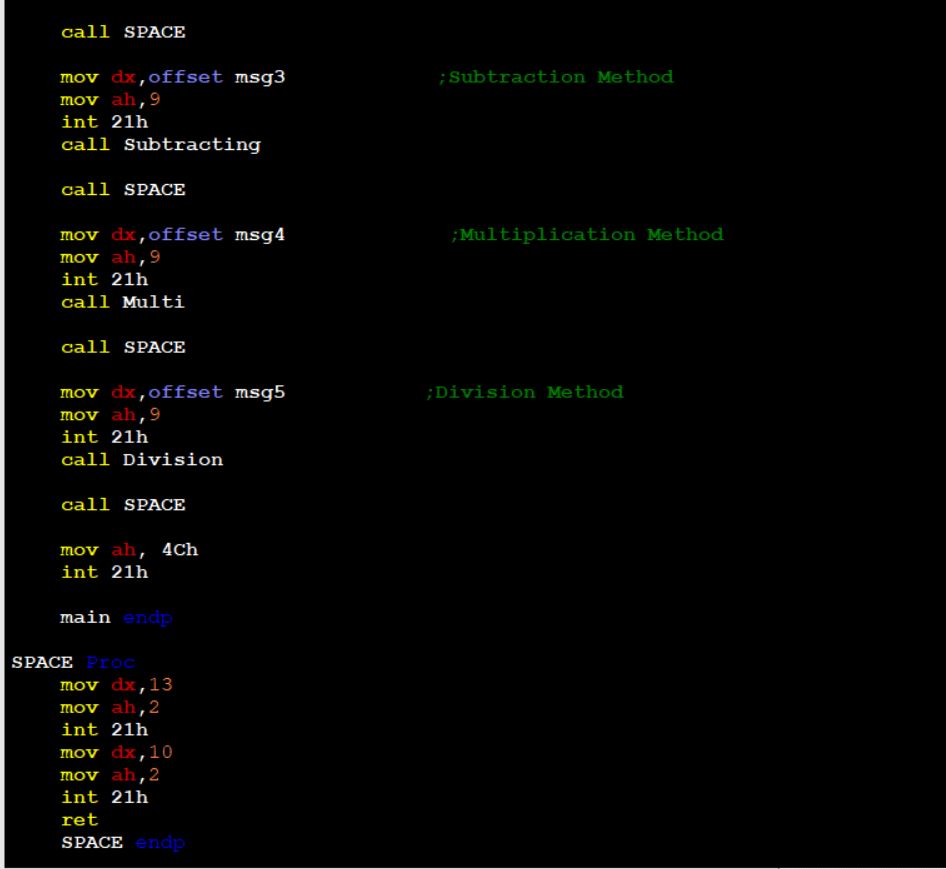 call SPACE
mov dx,offset msg3 ;Subtraction Method
mov ah,9
int 21h
call Subtracting
call SPACE
mov dx,offset msg4 ;Multiplication Method
mov ah,9
int 21h
call Multi
call SPACE
mov dx,offset msg5 ;Division Method
mov ah,9
int 21h
call Division
call SPACE
mov ah, 4Ch
int 21h
main endp
SPACE Proc
mov dx,13
mov ah,2
int 21h
mov dx,10
mov ah,2
int 21h
ret
SPACE endp